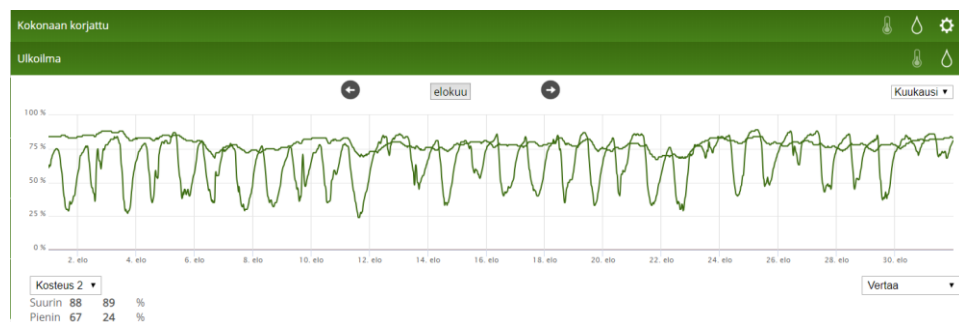 Kokonaan korjattu
Ulkoilma
elokuu
Kuukausi
100 %
75 %
50 %
25 %
0 %
2. elo 4. elo 6. elo 8. elo 10. elo 12. elo 14. elo 16. elo 18. elo 20. elo 22. elo 24. elo 26. elo 28. elo 30. elo
Kosteus 2 Vertaa
Suurin 88 89 %
Pienin 67 24 %